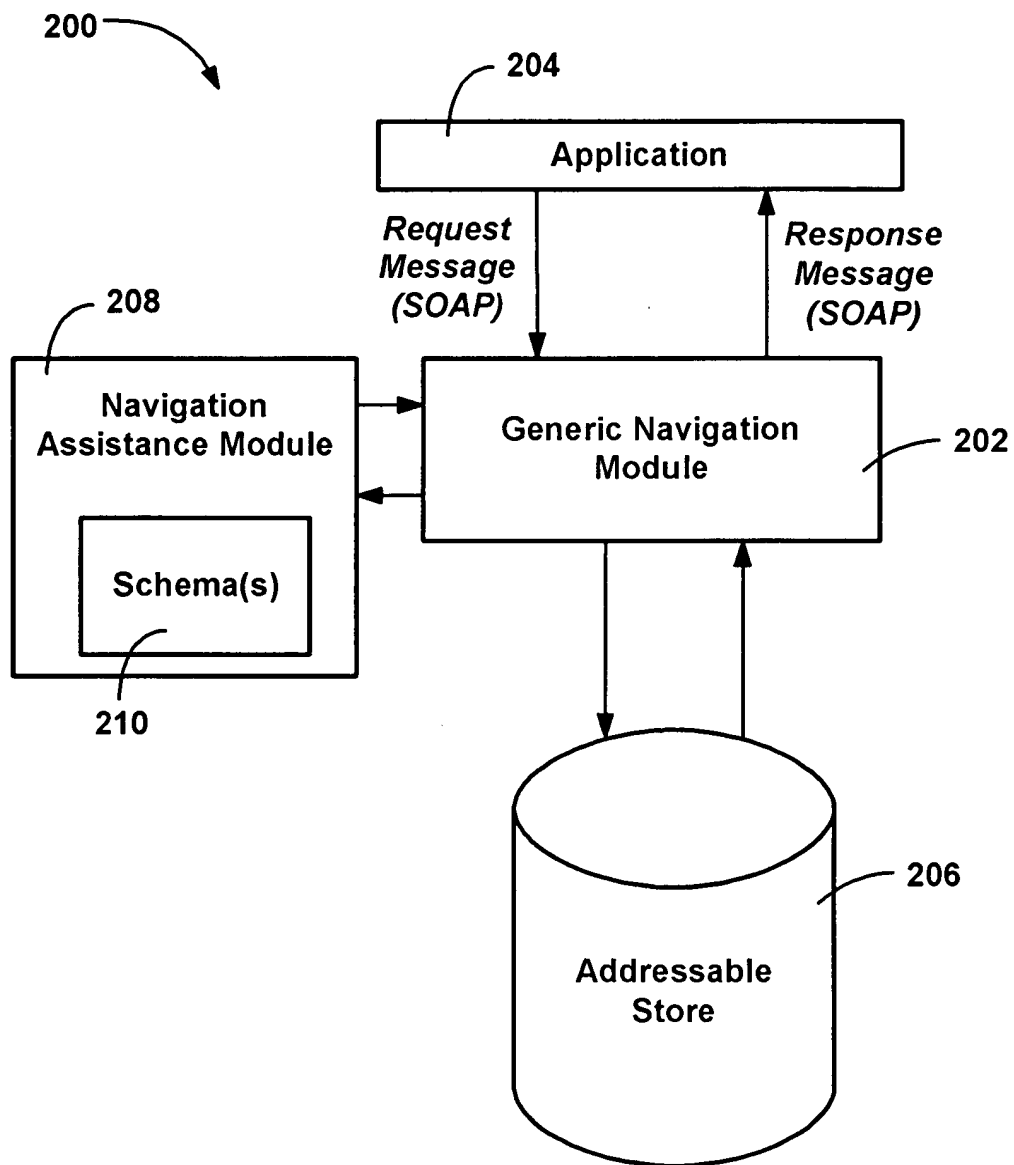 200
204
Application
Request
Message
(SOAP)
Response
Message
(SOAP)
208
Navigation
Assistance Module
Generic Navigation
Module
202
Schema(s)
210
206
Addressable
Store